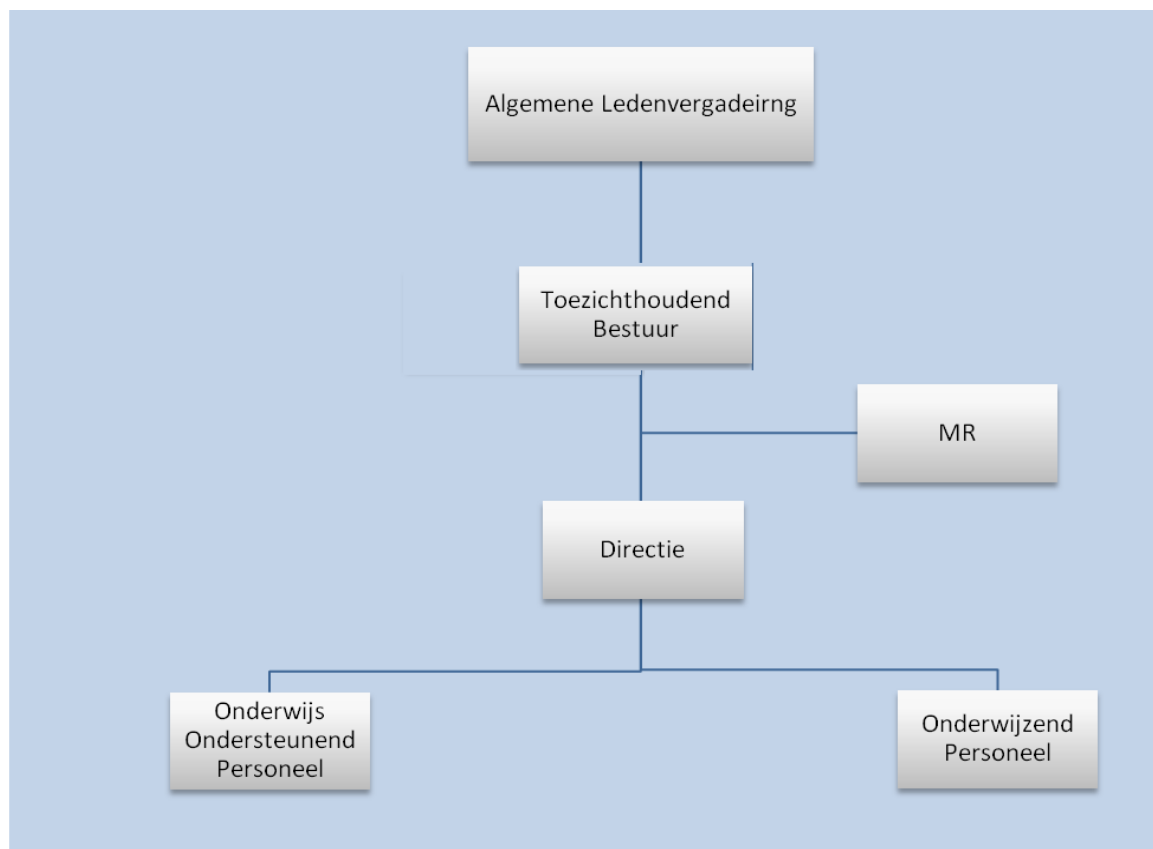 Algemene Ledenvergadeirng
Toezichthoudend
Bestuur
MR
Directie
Onderwijs
Ondersteunend
Personeel
Onderwijzend
Personeel